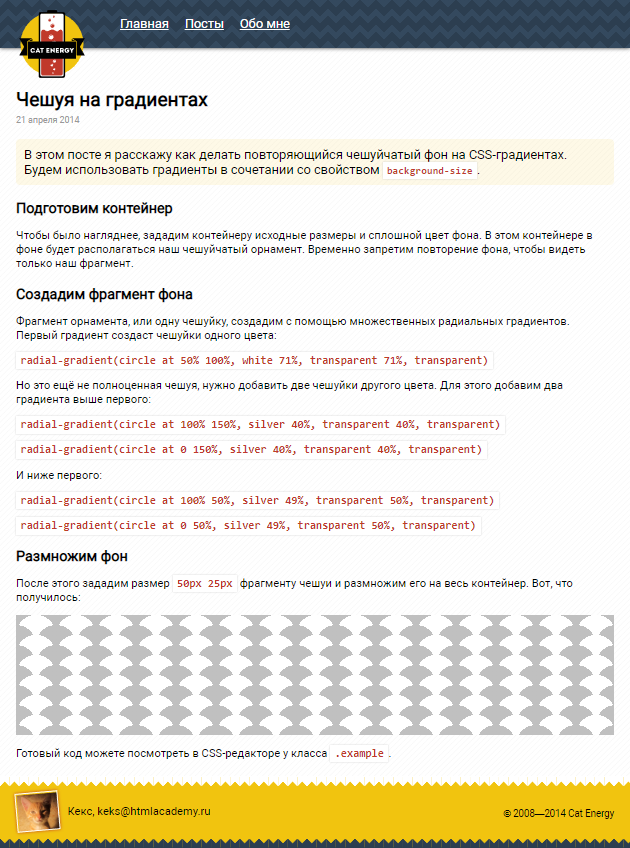 Главная Посты Обо мне
CAT ENERGY
Чешуя на градиентах
21 апреля 2014
В этом посте я расскажу как делать повторяющийся чешуйчатый фон на CSS-градиентах.
Будем использовать градиенты в сочетании со свойством background-size.
Подготовим контейнер
Чтобы было нагляднее, зададим контейнеру исходные размеры и сплошной цвет фона. В этом контейнере в
фоне будет располагаться наш чешуйчатый орнамент. Временно запретим повторение фона, чтобы видеть
только наш фрагмент.
Создадим фрагмент фона
Фрагмент орнамента, или одну чешуйку, создадим с помощью множественных радиальных градиентов.
Первый градиент создаст чешуйки одного цвета:
radial-gradient(circle at 50% 100%, white 71%, transparent 71%, transparent)
Но это ещё не полноценная чешуя, нужно добавить две чешуйки другого цвета. Для этого добавим два
градиента выше первого:
radial-gradient(circle at 100% 150%, silver 40%, transparent 40%, transparent)
radial-gradient(circle at 0 150%, silver 40%, transparent 40%, transparent)
И ниже первого:
radial-gradient(circle at 100% 50%, silver 49%, transparent 50%, transparent)
radial-gradient(circle at 0 50%, silver 49%, transparent 50%, transparent)
Размножим фон
После этого зададим размер 50px 25px фрагменту чешуи и размножим его на весь контейнер. Вот, что
получилось:
Готовый код можете посмотреть в CSS-редакторе у класса .example.
Кекс, keks@htmlacademy.ru
© 2008—2014 Cat Energy